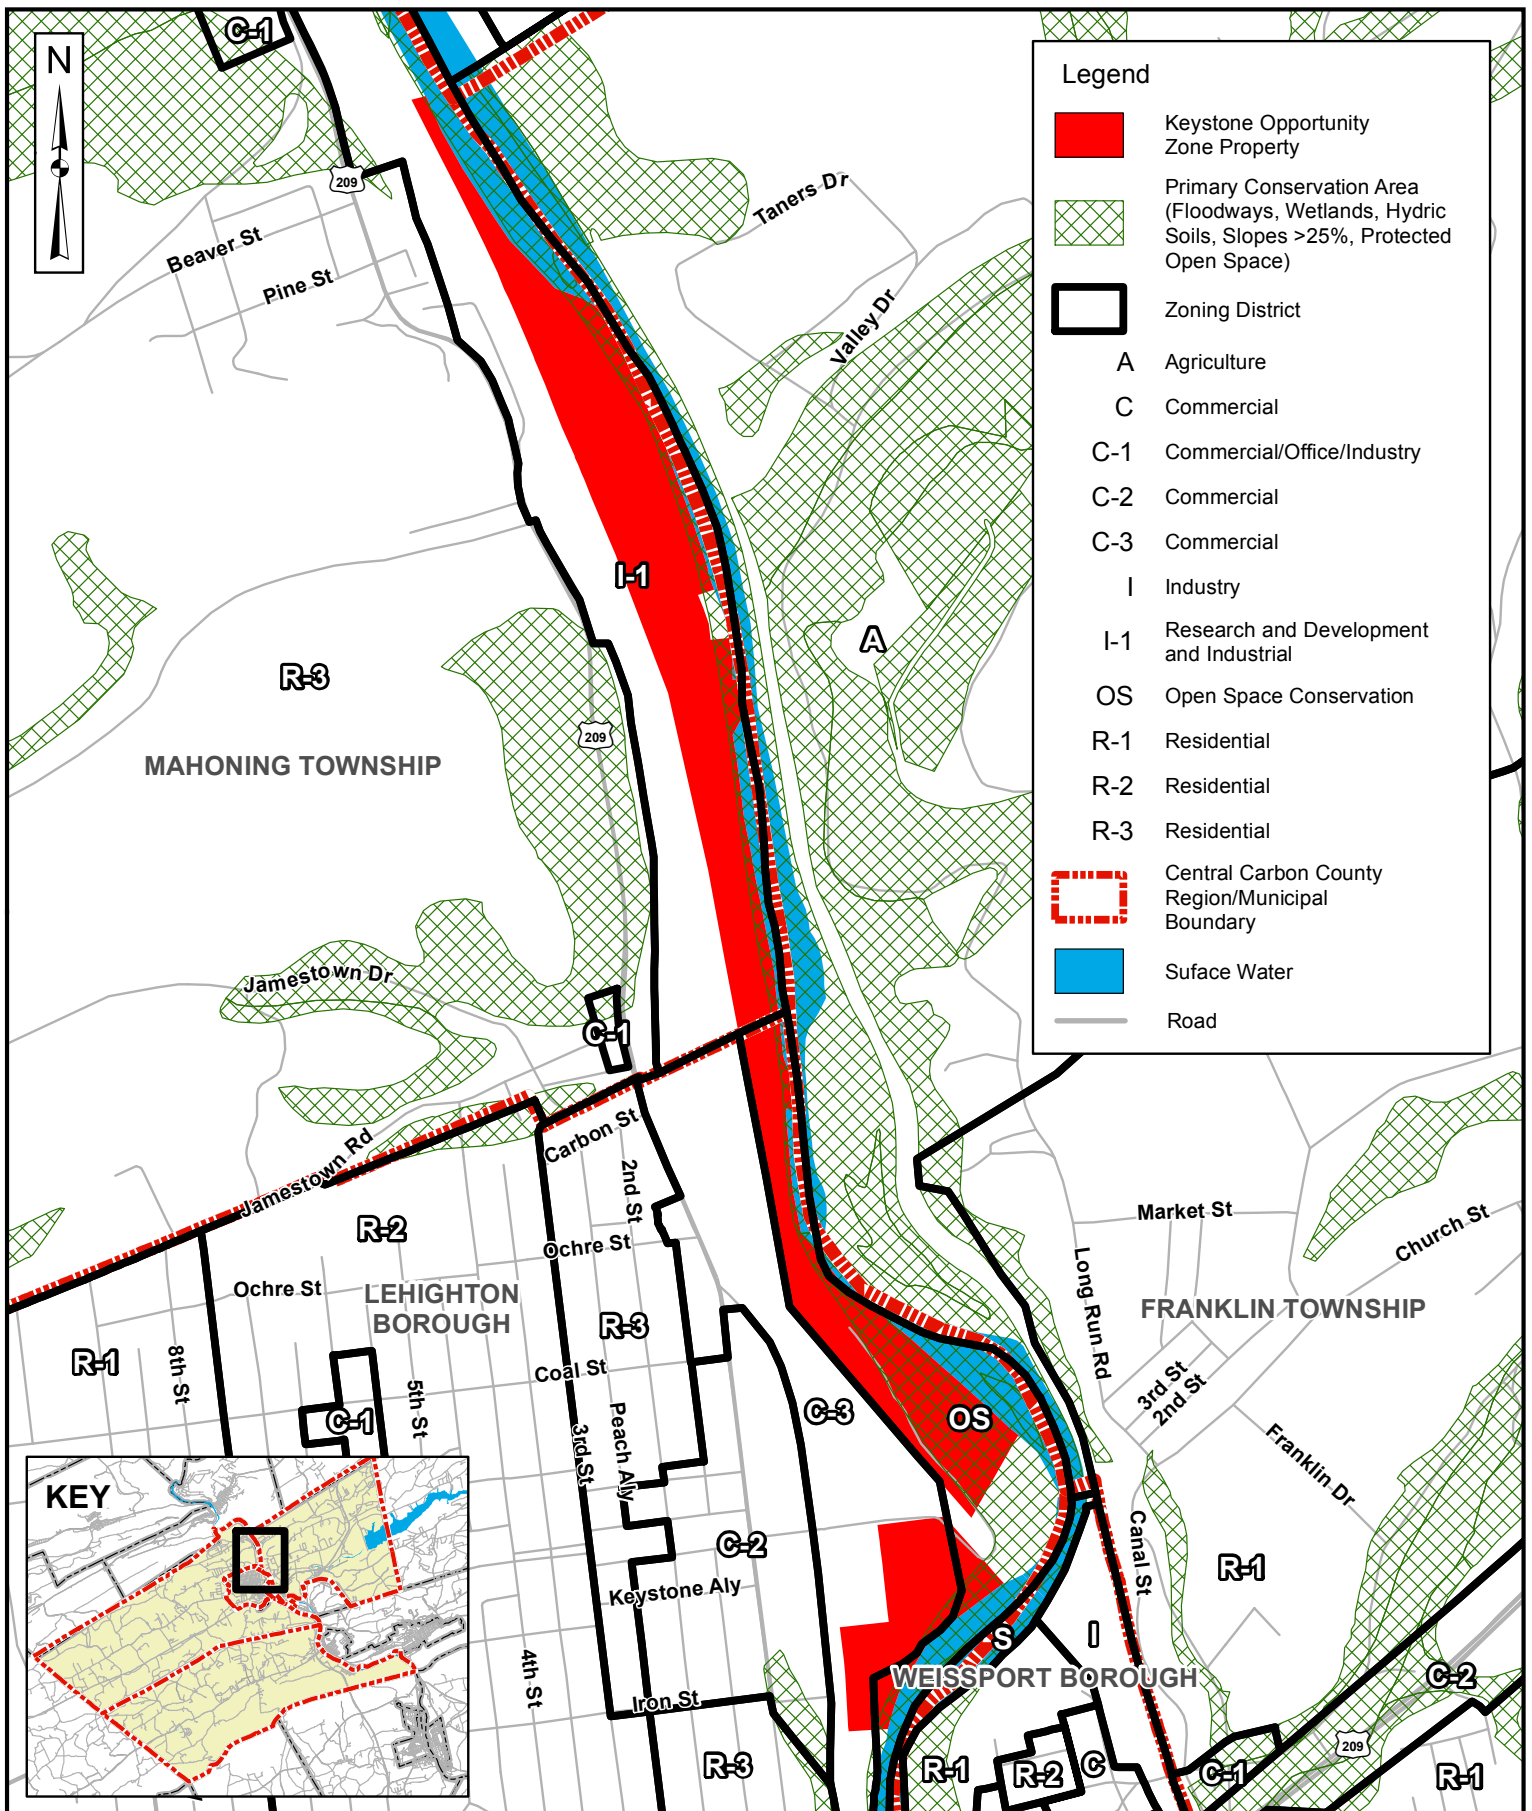 C-1
N
209
Beaver St
Pine St
Taners Dr
Valley Dr
Legend
Keystone Opportunity
Zone Property
Primary Conservation Area
(Floodways, Wetlands, Hydric
Soils, Slopes >25%, Protected
Open Space)
Zoning District
A Agriculture
C Commercial
C-1 Commercial/Office/Industry
C-2 Commercial
C-3 Commercial
I Industry
I-1 Research and Development
and Industrial
OS Open Space Conservation
R-1 Residential
R-2 Residential
R-3 Residential
Central Carbon County
Region/Municipal
Boundary
Suface Water
Road
I-1
A
R-3
209
MAHONING TOWNSHIP
Jamestown Dr
C-1
Carbon St
Jamestown Rd
2nd St
R-2
Ochre St
Ochre St
LEHIGHTON
BOROUGH
R-3
R-1
8th St
Coal St
5th St
C-1
3rd St
Peach Aly
C-3
OS
Market St
Church St
Long Run Rd
FRANKLIN TOWNSHIP
3rd St
2nd St
Franklin Dr
KEY
C-2
Keystone Aly
Canal St
R-1
4th St
S
I
WEISSPORT BOROUGH
C-2
Iron St
R-3
R-1
R-2
C
C-1
209
R-1